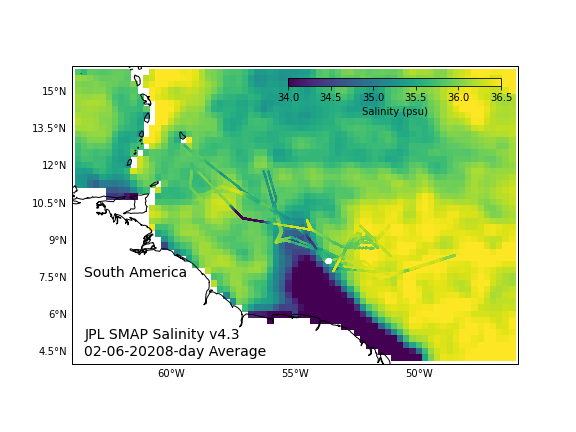 15°N
13.5°N
12°N
10.5°N
9°N
7.5°N
6°N
4.5°N
34.0 34.5 35.0 35.5 36.0 36.5
Salinity (psu)
South America
JPL SMAP Salinity v4.3
02-06-20208-day Average
60°W 55°W 50°W